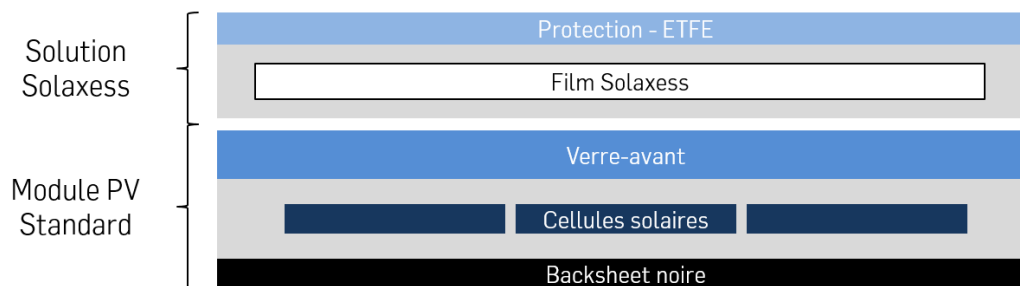 Solution
Solaxess
Protection - ETFE
Film Solaxess
Module PV
Standard
Verre-avant
Cellules solaires
Backsheet noire